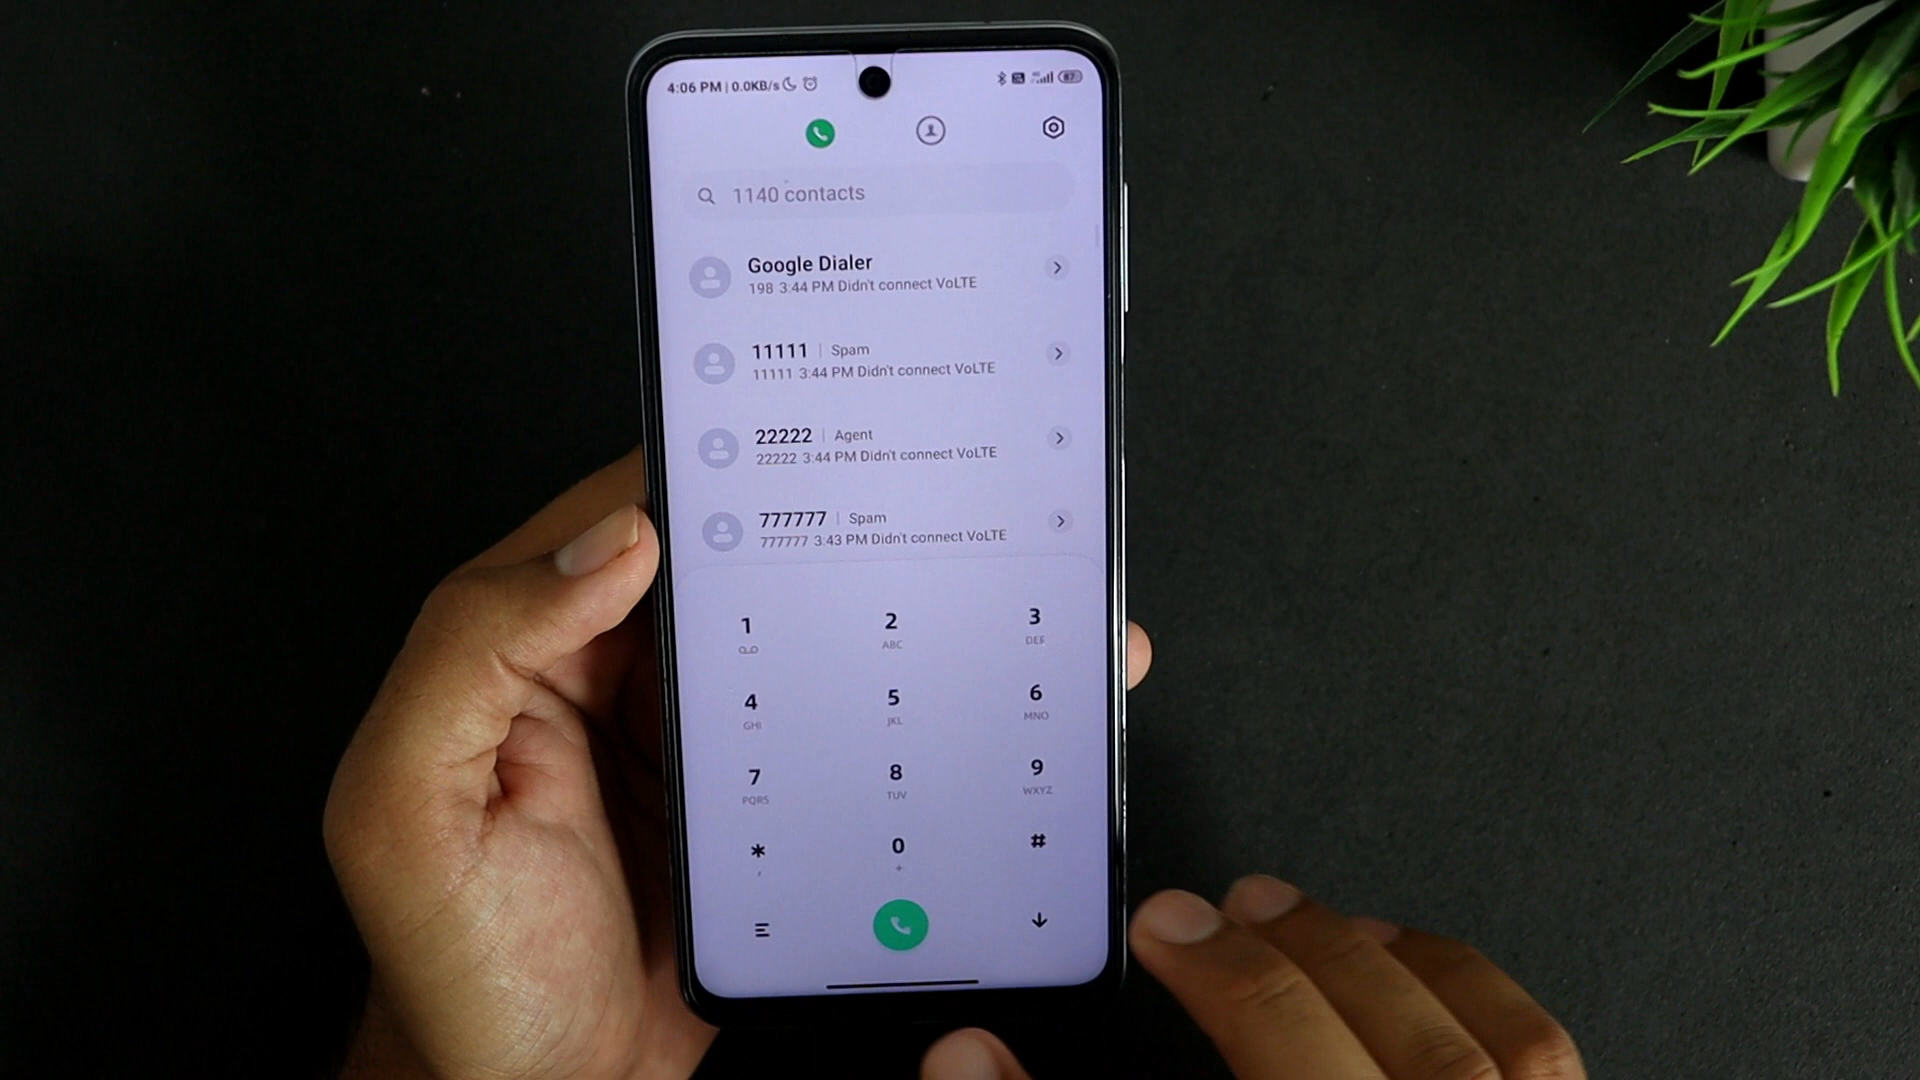 4:06 PM | 0.0KB/s
87
1140 contacts
Google Dialer
198 3:44 PM Didn't connect VoLTE
11111 | Spam
11111 3:44 PM Didn't connect VoLTE
22222 | Agent
22222 3:44 PM Didn't connect VoLTE
777777 | Spam
777777 3:43 PM Didn't connect VoLTE
1 2 3
ABC DEF
4 5 6
GHI JKL MNO
7 8 9
PQRS TUV WXYZ
* 0 #
, +